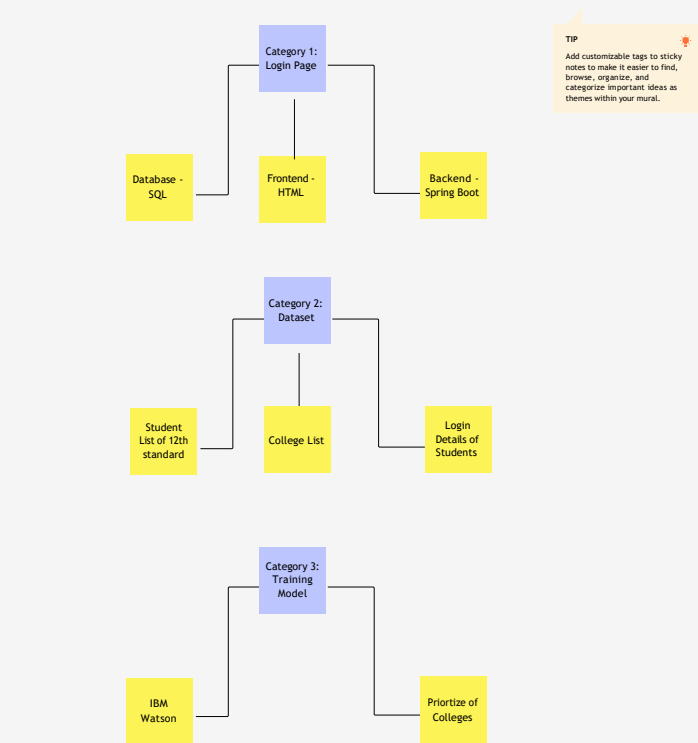 Category 1:
Login Page
TIP
Add customizable tags to sticky
notes to make it easier to find,
browse, organize, and
categorize important ideas as
themes within your mural.
Database -
SQL
Frontend -
HTML
Backend -
Spring Boot
Category 2:
Dataset
Student
List of 12th
standard
College List
Login
Details of
Students
Category 3:
Training
Model
IBM
Watson
Priortize of
Colleges